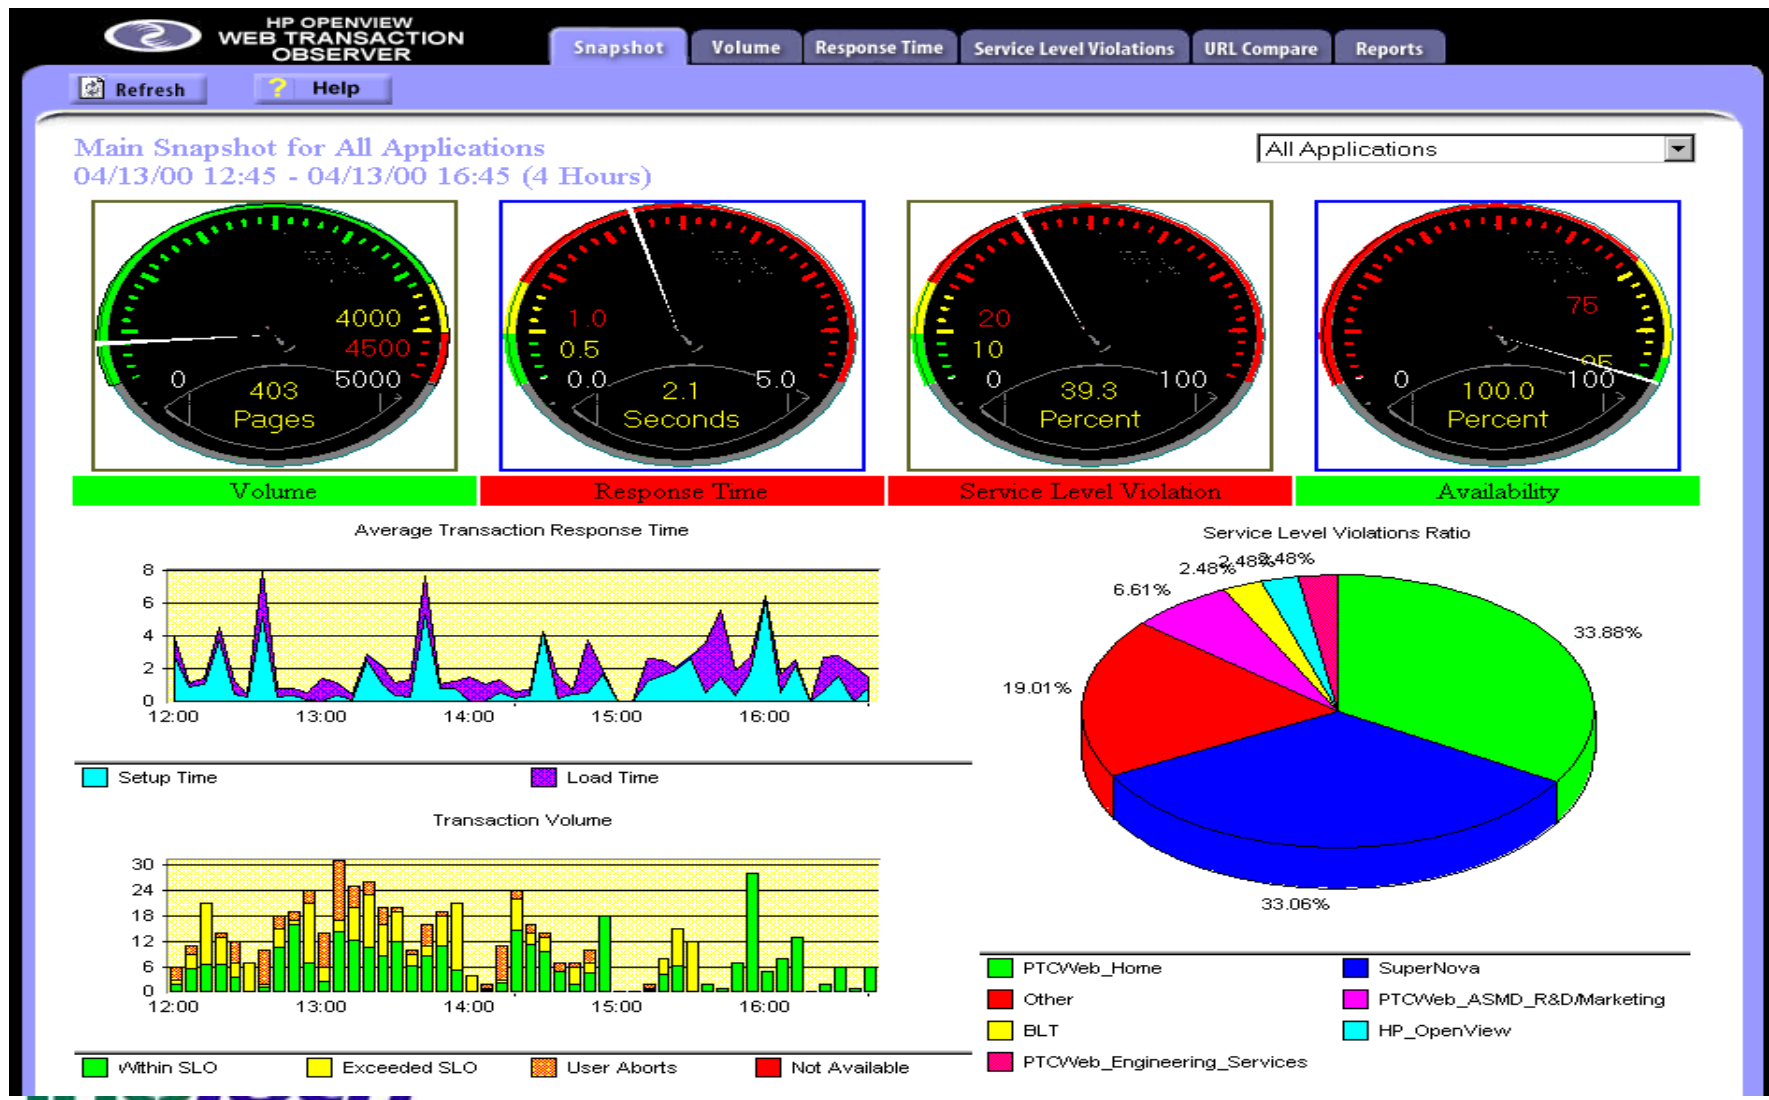 HP OPENVIEW
WEB TRANSACTION
OBSERVER
Snapshot
Volume
Response Time
Service Level Violations
URL Compare
Reports
Refresh
? Help
Main Snapshot for All Applications
04/13/00 12:45 - 04/13/00 16:45 (4 Hours)
All Applications
4000
4500
0
5000
403
Pages
1.0
0.5
0.0
5.0
2.1
Seconds
20
10
0
100
39.3
Percent
75
95
0
100
100.0
Percent
Volume
Response Time
Service Level Violation
Availability
Average Transaction Response Time
8
6
4
2
0
12:00
13:00
14:00
15:00
16:00
Setup Time
Load Time
Transaction Volume
30
24
18
12
6
0
12:00
13:00
14:00
15:00
16:00
Within SLO
Exceeded SLO
User Aborts
Not Available
Service Level Violations Ratio
2.48%
2.48%
2.48%
6.61%
33.88%
19.01%
33.06%
PTCWeb_Home
SuperNova
Other
PTCWeb_ASMD_R&D/Marketing
BLT
HP_OpenView
PTCWeb_Engineering_Services